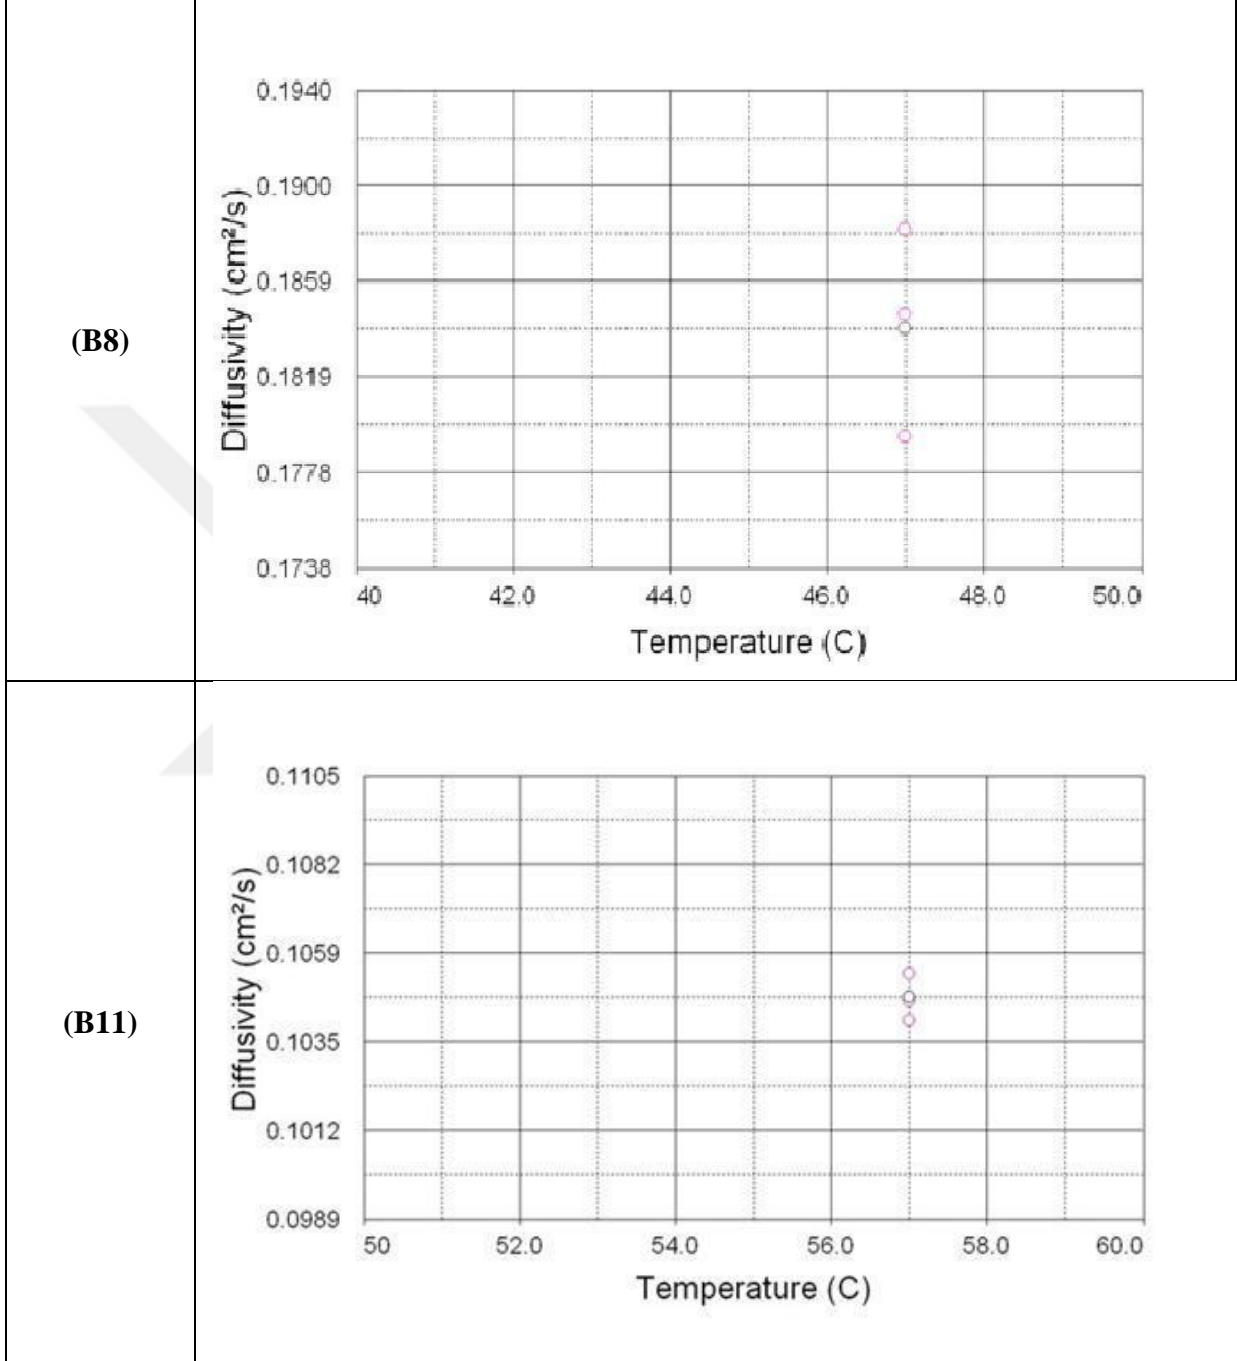 (B8)
Diffusivity (cm²/s)
0.1940
0.1900
0.1859
0.1819
0.1778
0.1738
40 42.0 44.0 46.0 48.0 50.0
Temperature (C)
(B11)
Diffusivity (cm²/s)
0.1105
0.1082
0.1059
0.1035
0.1012
0.0989
50 52.0 54.0 56.0 58.0 60.0
Temperature (C)